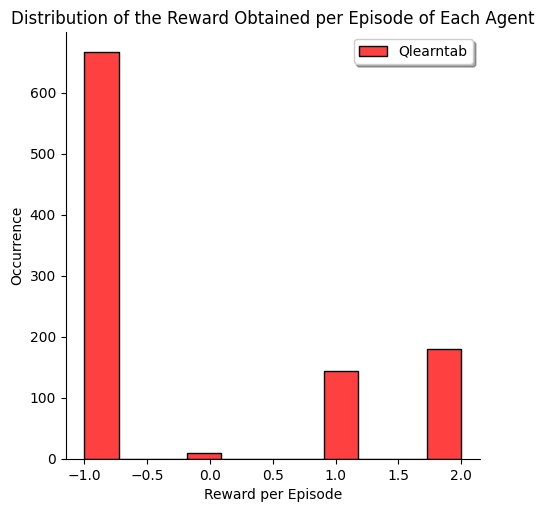 Distribution of the Reward Obtained per Episode of Each Agent
Qlearntab
600
500
400
300
200
100
0
Occurrence
−1.0 −0.5 0.0 0.5 1.0 1.5 2.0
Reward per Episode